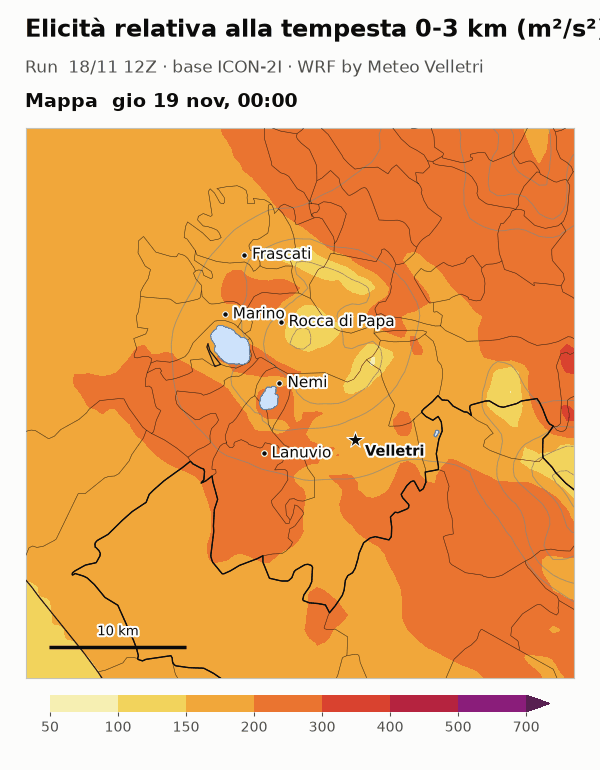 Elicità relativa alla tempesta 0-3 km (m²/s²)
Run 18/11 12Z · base ICON-2I · WRF by Meteo Velletri
Mappa gio 19 nov, 00:00
Frascati
Marino
Rocca di Papa
Nemi
Velletri
Lanuvio
10 km
50 100 150 200 300 400 500 700